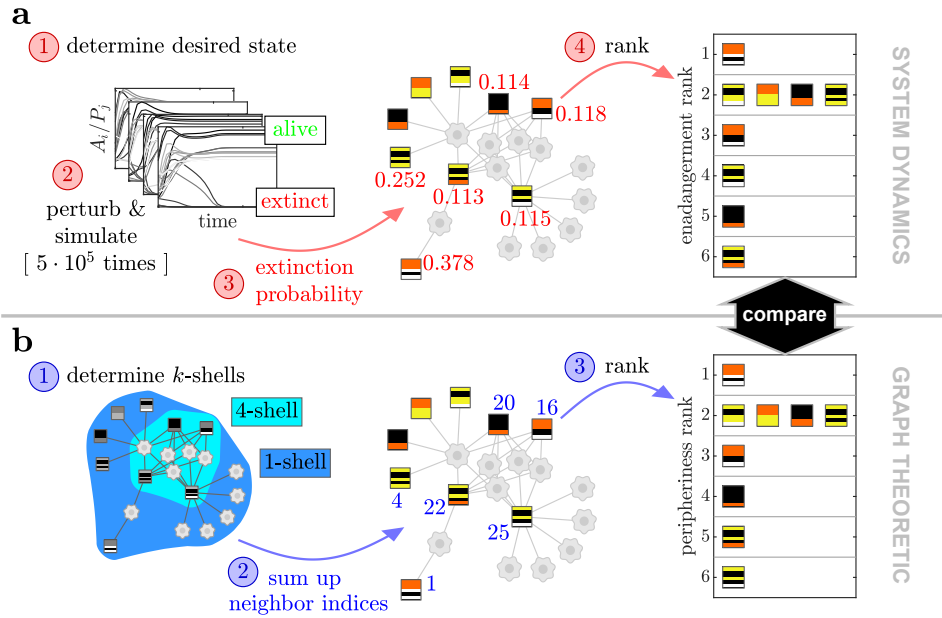 a
1 determine desired state
A_i/P_j
alive
extinct
time
2
perturb &
simulate
[ 5 · 10^5 times ]
3 extinction
probability
0.114
0.118
0.252
0.113
0.115
0.378
4 rank
enadangerment rank
1
2
3
4
5
6
SYSTEM DYNAMICS
compare
b
1 determine k-shells
4-shell
1-shell
2 sum up
neighbor indices
20
16
4
22
25
1
3 rank
peripheriness rank
1
2
3
4
5
6
GRAPH THEORETIC